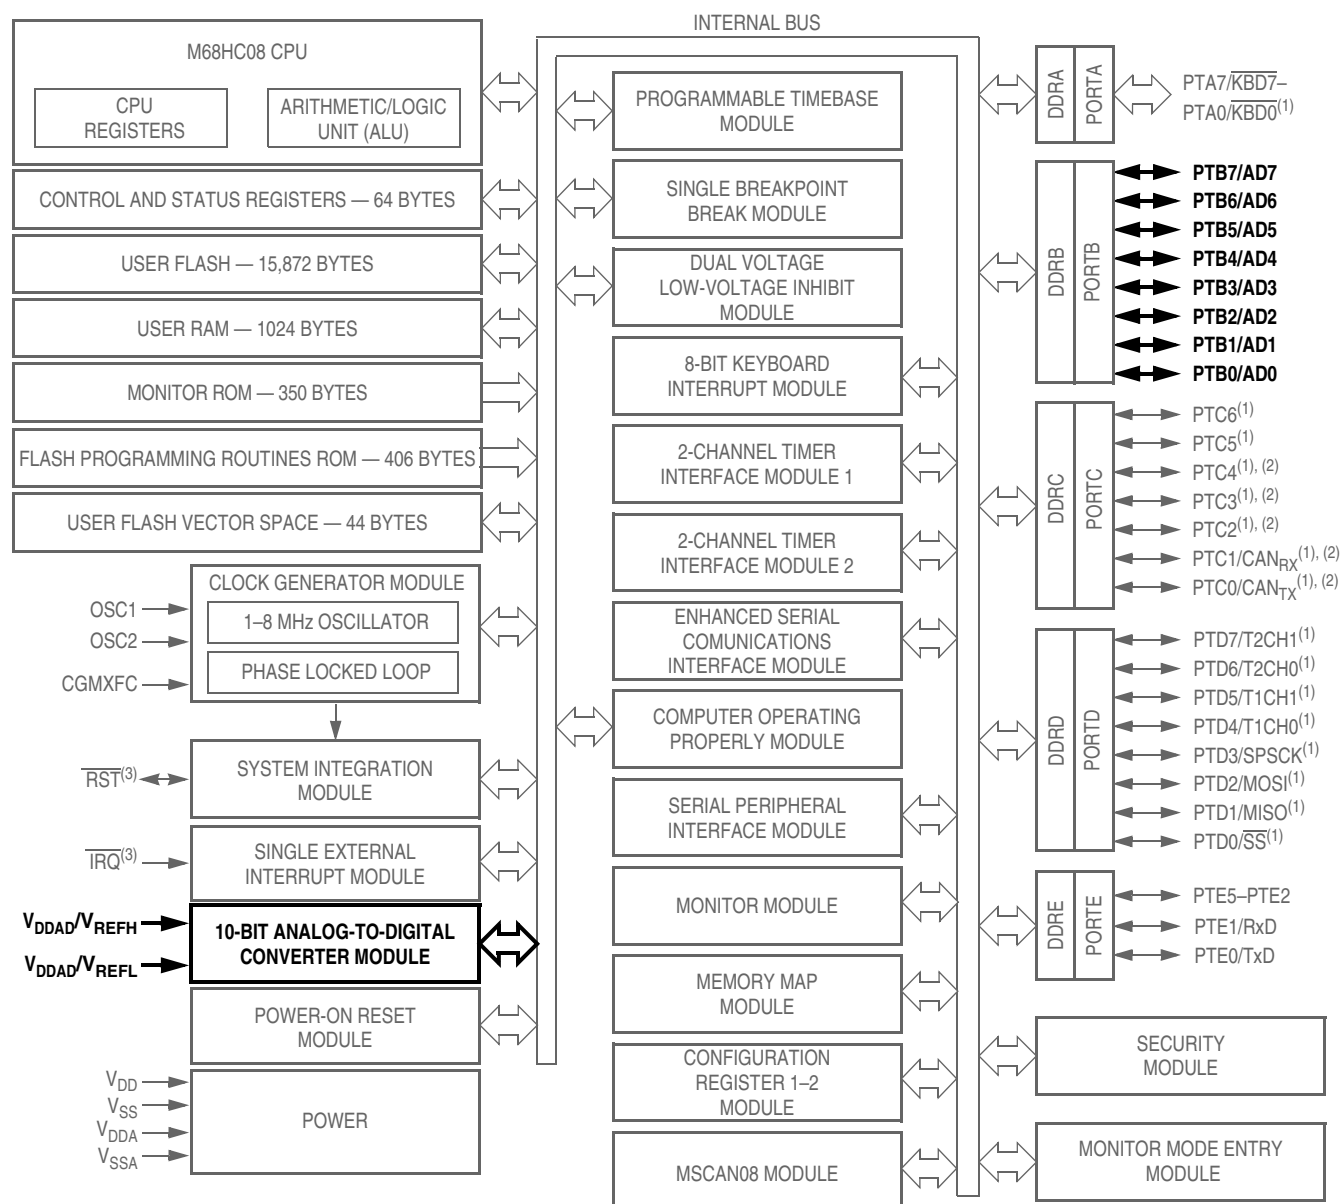 INTERNAL BUS
M68HC08 CPU
CPU
REGISTERS
ARITHMETIC/LOGIC
UNIT (ALU)
CONTROL AND STATUS REGISTERS — 64 BYTES
USER FLASH — 15,872 BYTES
USER RAM — 1024 BYTES
MONITOR ROM — 350 BYTES
FLASH PROGRAMMING ROUTINES ROM — 406 BYTES
USER FLASH VECTOR SPACE — 44 BYTES
CLOCK GENERATOR MODULE
1–8 MHz OSCILLATOR
PHASE LOCKED LOOP
OSC1
OSC2
CGMXFC
SYSTEM INTEGRATION
MODULE
RST(3)
SINGLE EXTERNAL
INTERRUPT MODULE
IRQ(3)
10-BIT ANALOG-TO-DIGITAL
CONVERTER MODULE
VDDAD/VREFH
VDDAD/VREFL
POWER-ON RESET
MODULE
POWER
VDD
VSS
VDDA
VSSA
PROGRAMMABLE TIMEBASE
MODULE
SINGLE BREAKPOINT
BREAK MODULE
DUAL VOLTAGE
LOW-VOLTAGE INHIBIT
MODULE
8-BIT KEYBOARD
INTERRUPT MODULE
2-CHANNEL TIMER
INTERFACE MODULE 1
2-CHANNEL TIMER
INTERFACE MODULE 2
ENHANCED SERIAL
COMUNICATIONS
INTERFACE MODULE
COMPUTER OPERATING
PROPERLY MODULE
SERIAL PERIPHERAL
INTERFACE MODULE
MONITOR MODULE
MEMORY MAP
MODULE
CONFIGURATION
REGISTER 1–2
MODULE
MSCAN08 MODULE
DDRA
PORTA
PTA7/KBD7–
PTA0/KBD0(1)
DDRB
PORTB
PTB7/AD7
PTB6/AD6
PTB5/AD5
PTB4/AD4
PTB3/AD3
PTB2/AD2
PTB1/AD1
PTB0/AD0
DDRC
PORTC
PTC6(1)
PTC5(1)
PTC4(1), (2)
PTC3(1), (2)
PTC2(1), (2)
PTC1/CANRX(1), (2)
PTC0/CANTX(1), (2)
DDRD
PORTD
PTD7/T2CH1(1)
PTD6/T2CH0(1)
PTD5/T1CH1(1)
PTD4/T1CH0(1)
PTD3/SPSCK(1)
PTD2/MOSI(1)
PTD1/MISO(1)
PTD0/SS(1)
DDRE
PORTE
PTE5–PTE2
PTE1/RxD
PTE0/TxD
SECURITY
MODULE
MONITOR MODE ENTRY
MODULE